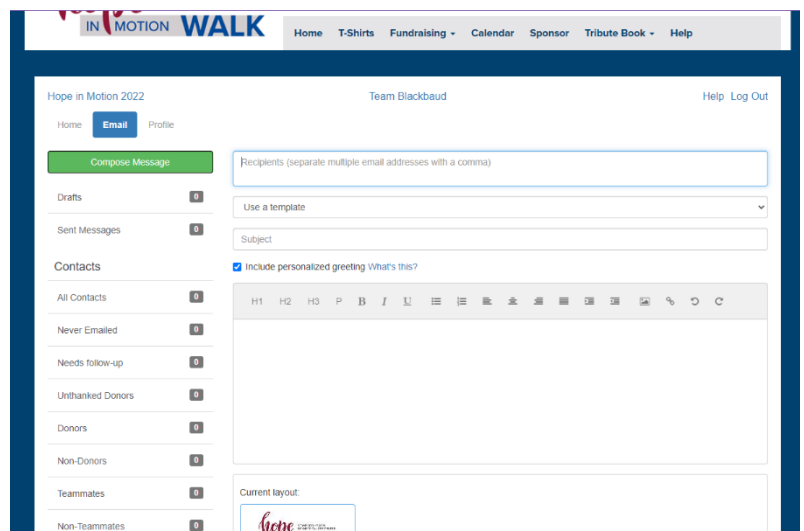 hope
IN MOTION WALK
Home T-Shirts Fundraising Calendar Sponsor Tribute Book Help
Hope in Motion 2022 Team Blackbaud Help Log Out
Home Email Profile
Compose Message
Drafts 0
Sent Messages 0
Contacts
All Contacts 0
Never Emailed 0
Needs follow-up 0
Unthanked Donors 0
Donors 0
Non-Donors 0
Teammates 0
Non-Teammates 0
Recipients (separate multiple email addresses with a comma)
Use a template
Subject
Include personalized greeting What's this?
H1 H2 H3 P B I U
Current layout:
hope